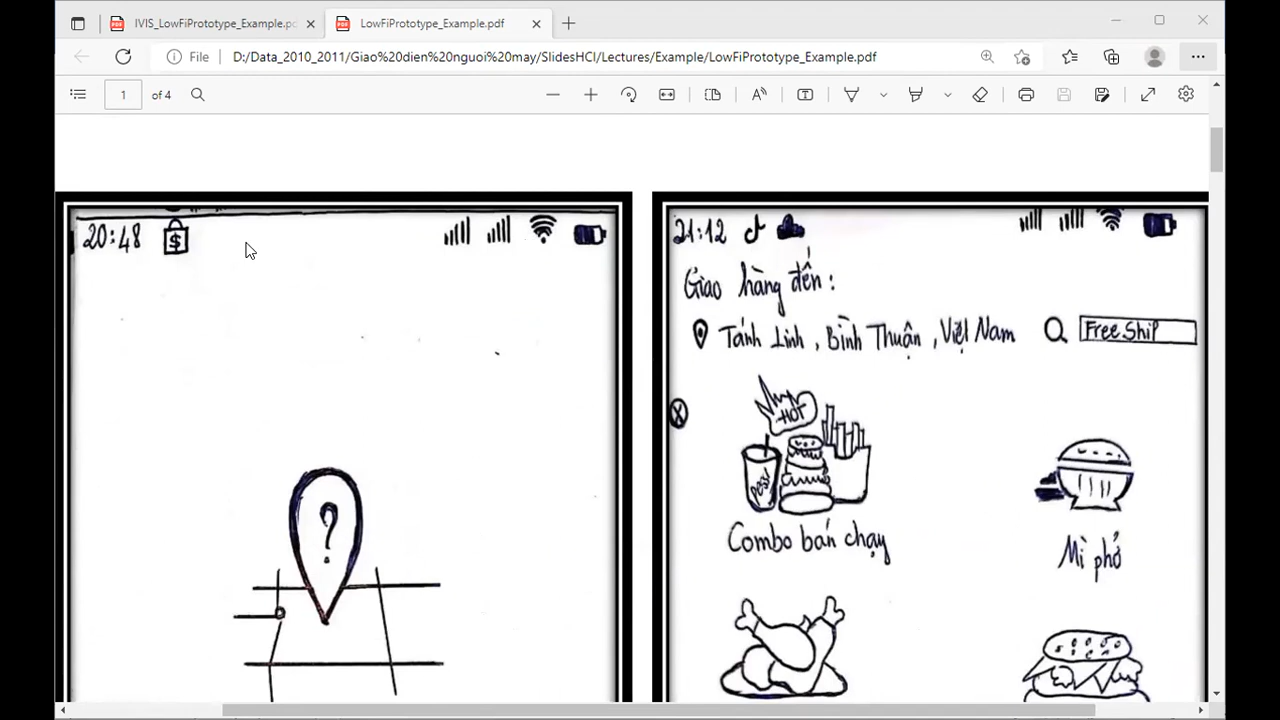 IVIS_LowFiPrototype_Example.pd
LowFiPrototype_Example.pdf
File
D:/Data_2010_2011/Giao%20dien%20nguoi%20may/SlidesHCI/Lectures/Example/LowFiPrototype_Example.pdf
1 of 4
20:48
$
?
21:12
Giao hàng đến:
Tánh Linh, Bình Thuận, Việt Nam
Free Ship
X
HOT
Combo bán chạy
Mì phở